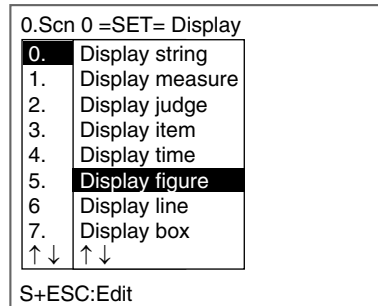 0.Scn 0 =SET= Display
0. Display string
1. Display measure
2. Display judge
3. Display item
4. Display time
5. Display figure
6 Display line
7. Display box
↑↓ ↑↓
S+ESC:Edit